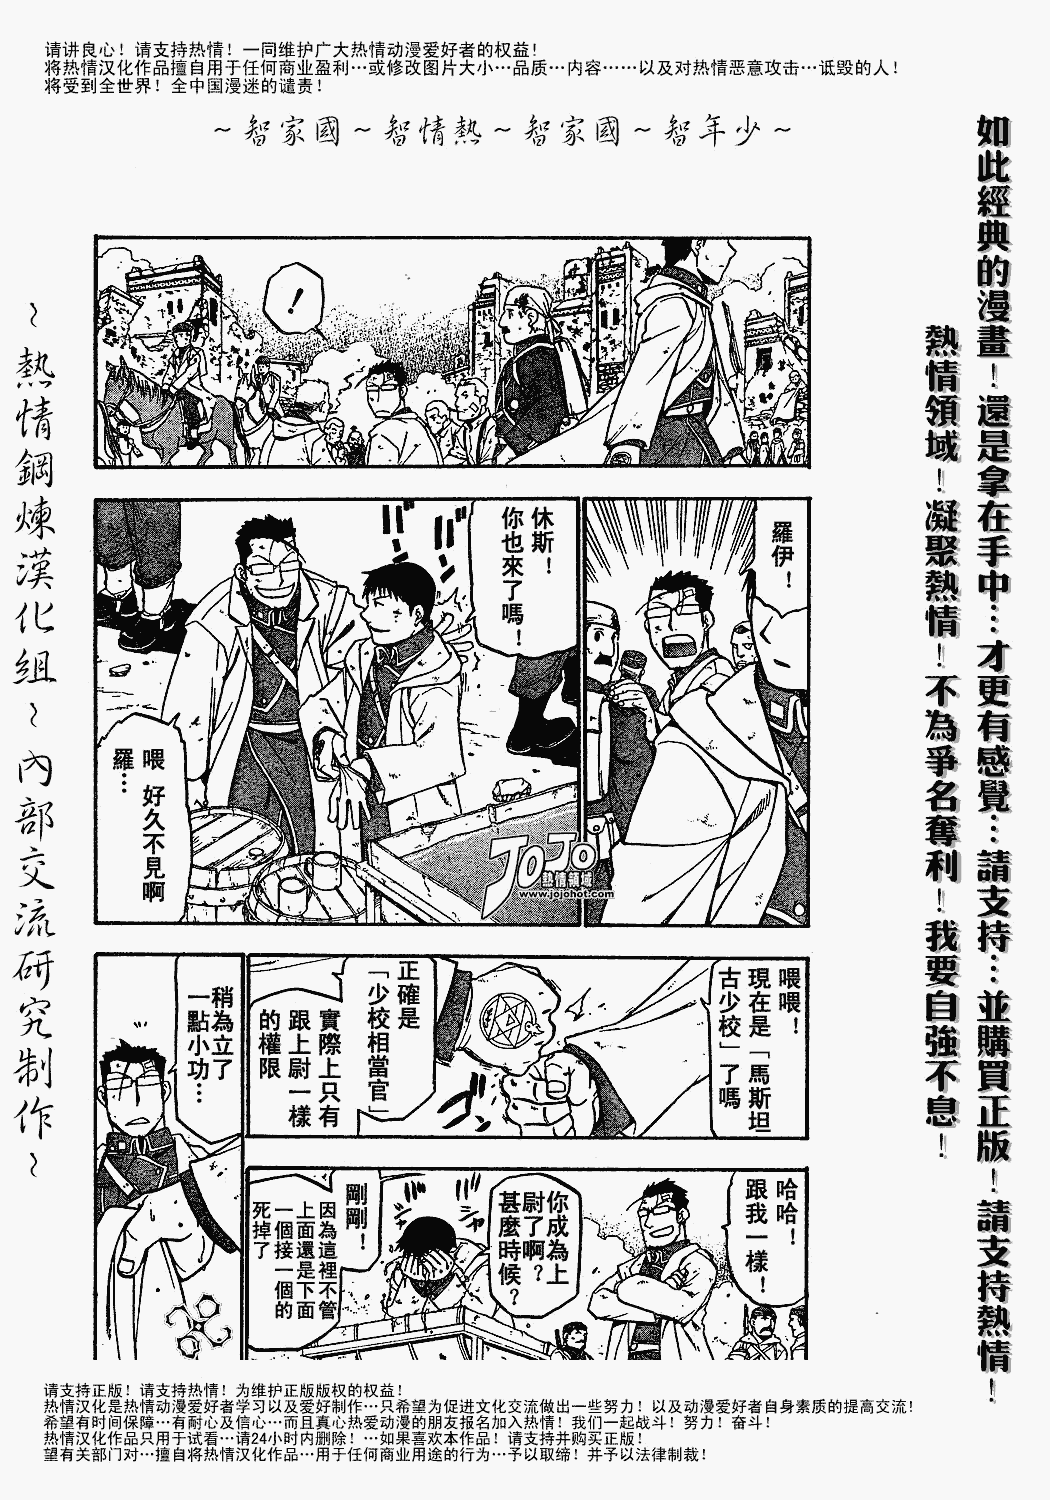 请讲良心！请支持热情！一同维护广大热情动漫爱好者的权益！
将热情汉化作品擅自用于任何商业盈利…或修改图片大小…品质…内容……以及对热情恶意攻击…诋毁的人！
将受到全世界！全中国漫迷的谴责！
～智家國～智情熱～智家國～智年少～
如此經典的漫畫！還是拿在手中…才更有感覺…請支持…並購買正版！請支持熱情！
熱情領域！凝聚熱情！不為爭名奪利！我要自強不息！
～熱情鋼煉漢化組～內部交流研究制作～
！
羅伊！
休斯！
你也來了嗎！
喂 好久不見啊
羅…
JoJo
熱情領域
www.jojohot.com
喂喂！
現在是「馬斯坦
古少校」了嗎
正確是
「少校相當官」
實際上只有
跟上尉一樣
的權限
稍為立了
一點小功…
哈哈！
跟我一樣！
你成為上
尉了啊？
甚麼時候？
剛剛！
因為這裡不管
上面還是下面
一個接一個的
死掉了
请支持正版！请支持热情！为维护正版版权的权益！
热情汉化是热情动漫爱好者学习以及爱好制作…只希望为促进文化交流做出一些努力！以及动漫爱好者自身素质的提高交流！
希望有时间保障…有耐心及信心…而且真心热爱动漫的朋友报名加入热情！我们一起战斗！努力！奋斗！
热情汉化作品只用于试看…请24小时内删除！…如果喜欢本作品！请支持并购买正版！
望有关部门对…擅自将热情汉化作品…用于任何商业用途的行为…予以取缔！并予以法律制裁！